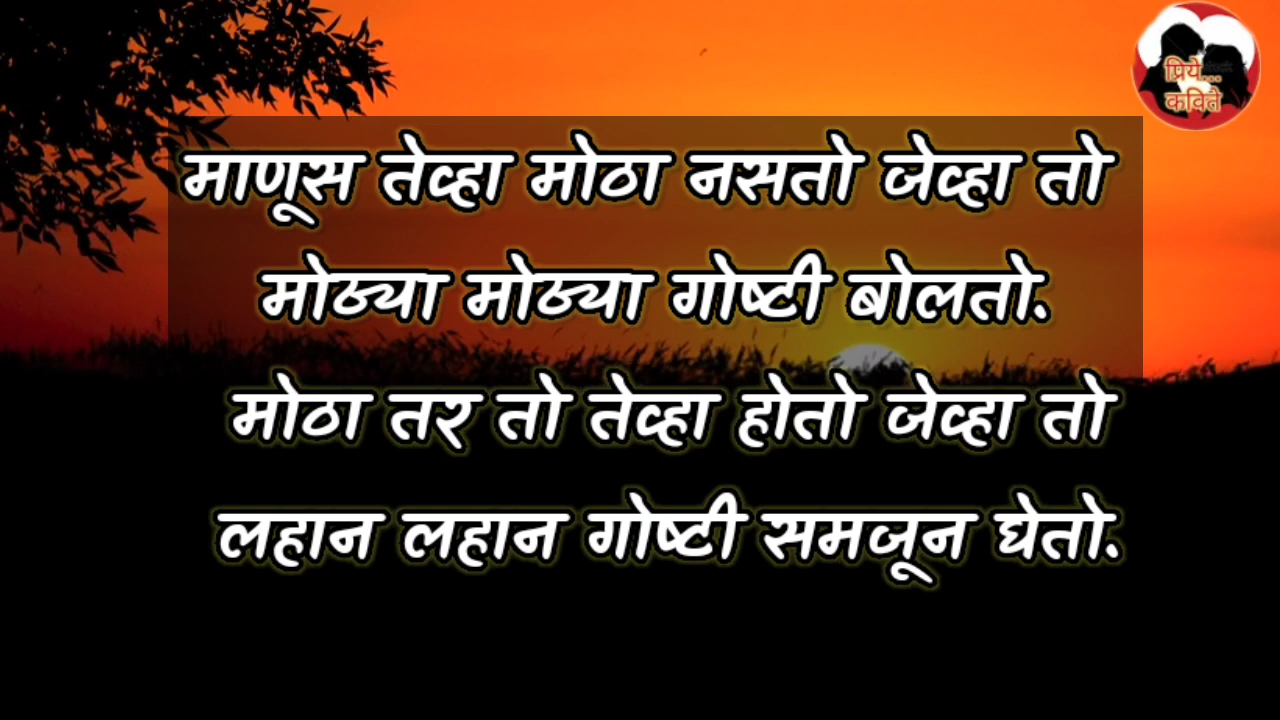 प्रिये...
कविते
माणूस तेव्हा मोठा नसतो जेव्हा तो
मोठ्या मोठ्या गोष्टी बोलतो.
मोठा तर तो तेव्हा होतो जेव्हा तो
लहान लहान गोष्टी समजून घेतो.